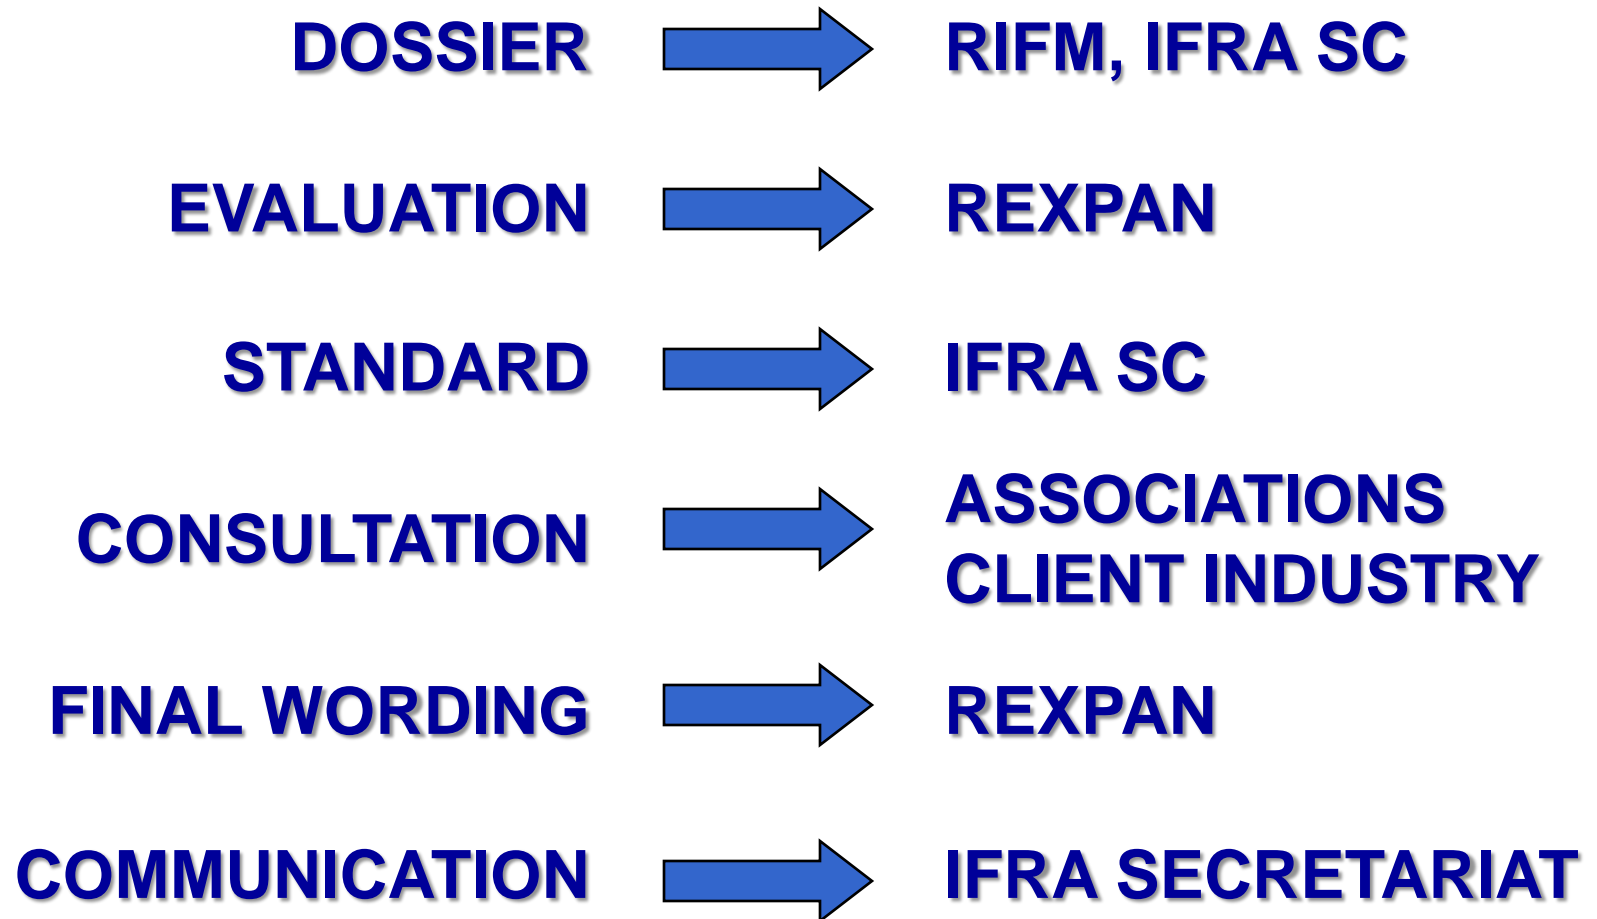 DOSSIER RIFM, IFRA SC
EVALUATION REXPAN
STANDARD IFRA SC
CONSULTATION ASSOCIATIONS
CLIENT INDUSTRY
FINAL WORDING REXPAN
COMMUNICATION IFRA SECRETARIAT